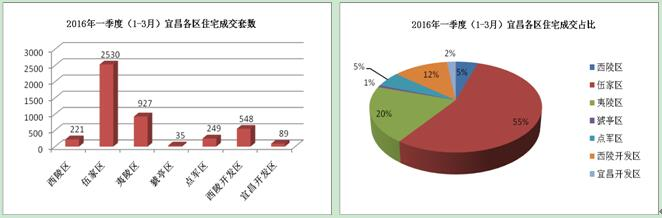 2016年一季度（1-3月）宜昌各区住宅成交套数
3000
2500
2000
1500
1000
500
0
221
2530
927
35
249
548
89
西陵区
伍家区
夷陵区
猇亭区
点军区
西陵开发区
宜昌开发区
2016年一季度（1-3月）宜昌各区住宅成交占比
2%
5%
5%
12%
1%
20%
55%
西陵区
伍家区
夷陵区
猇亭区
点军区
西陵开发区
宜昌开发区